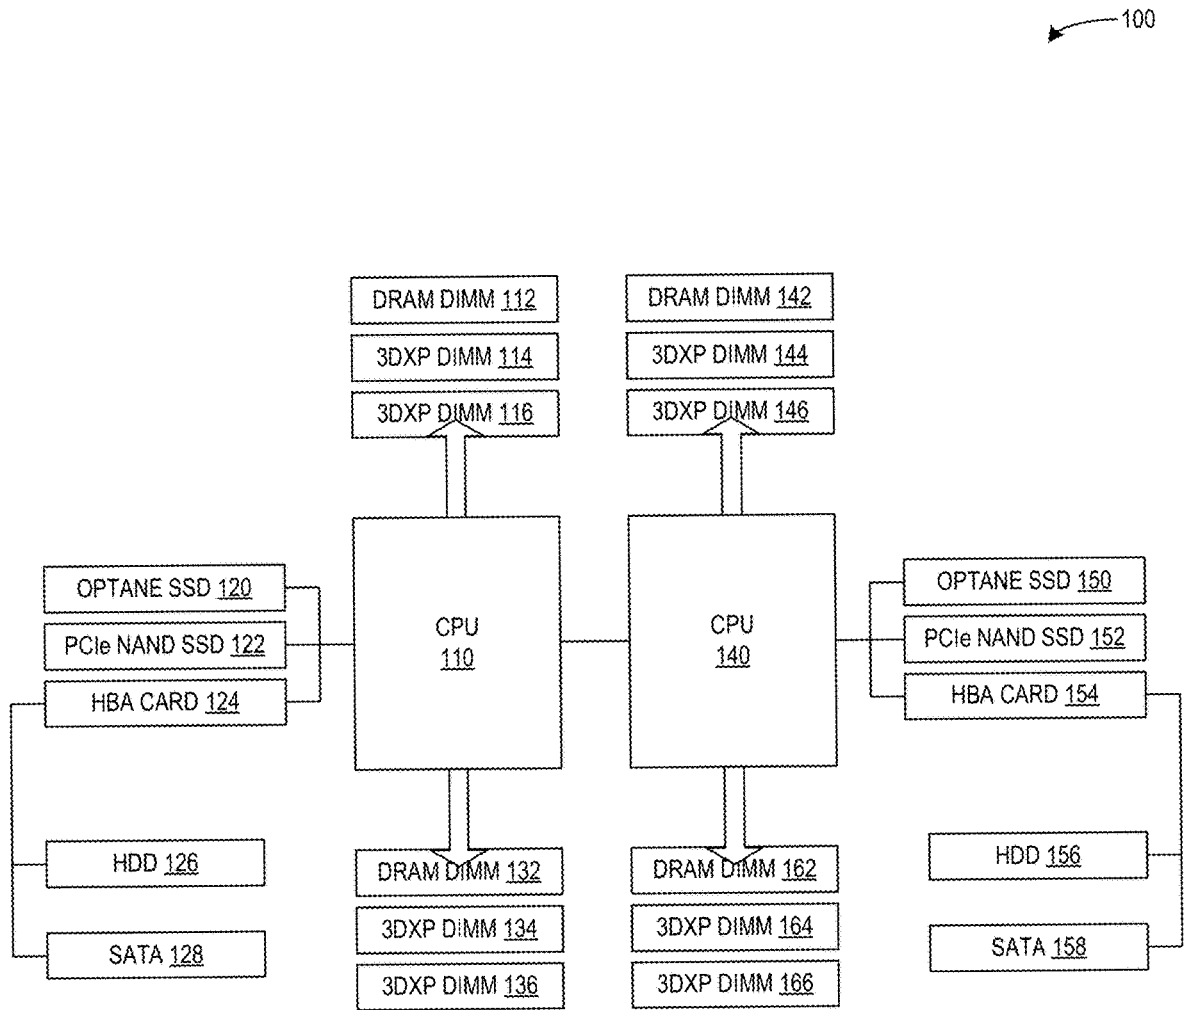 100
DRAM DIMM 112
DRAM DIMM 142
3DXP DIMM 114
3DXP DIMM 144
3DXP DIMM 116
3DXP DIMM 146
OPTANE SSD 120
PCIe NAND SSD 122
HBA CARD 124
CPU
110
CPU
140
OPTANE SSD 150
PCIe NAND SSD 152
HBA CARD 154
HDD 126
SATA 128
DRAM DIMM 132
3DXP DIMM 134
3DXP DIMM 136
DRAM DIMM 162
3DXP DIMM 164
3DXP DIMM 166
HDD 156
SATA 158